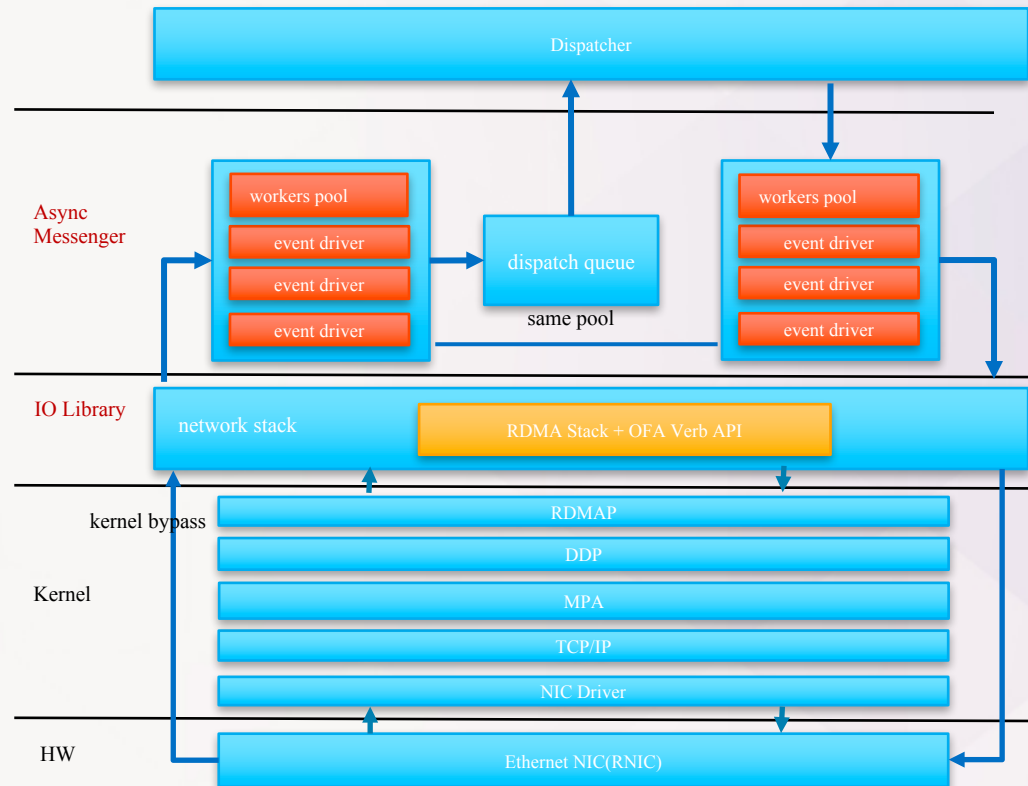 Dispatcher
Async
Messenger
workers pool
event driver
event driver
event driver
dispatch queue
same pool
workers pool
event driver
event driver
event driver
IO Library
network stack
RDMA Stack + OFA Verb API
kernel bypass
RDMAP
DDP
Kernel
MPA
TCP/IP
NIC Driver
HW
Ethernet NIC(RNIC)